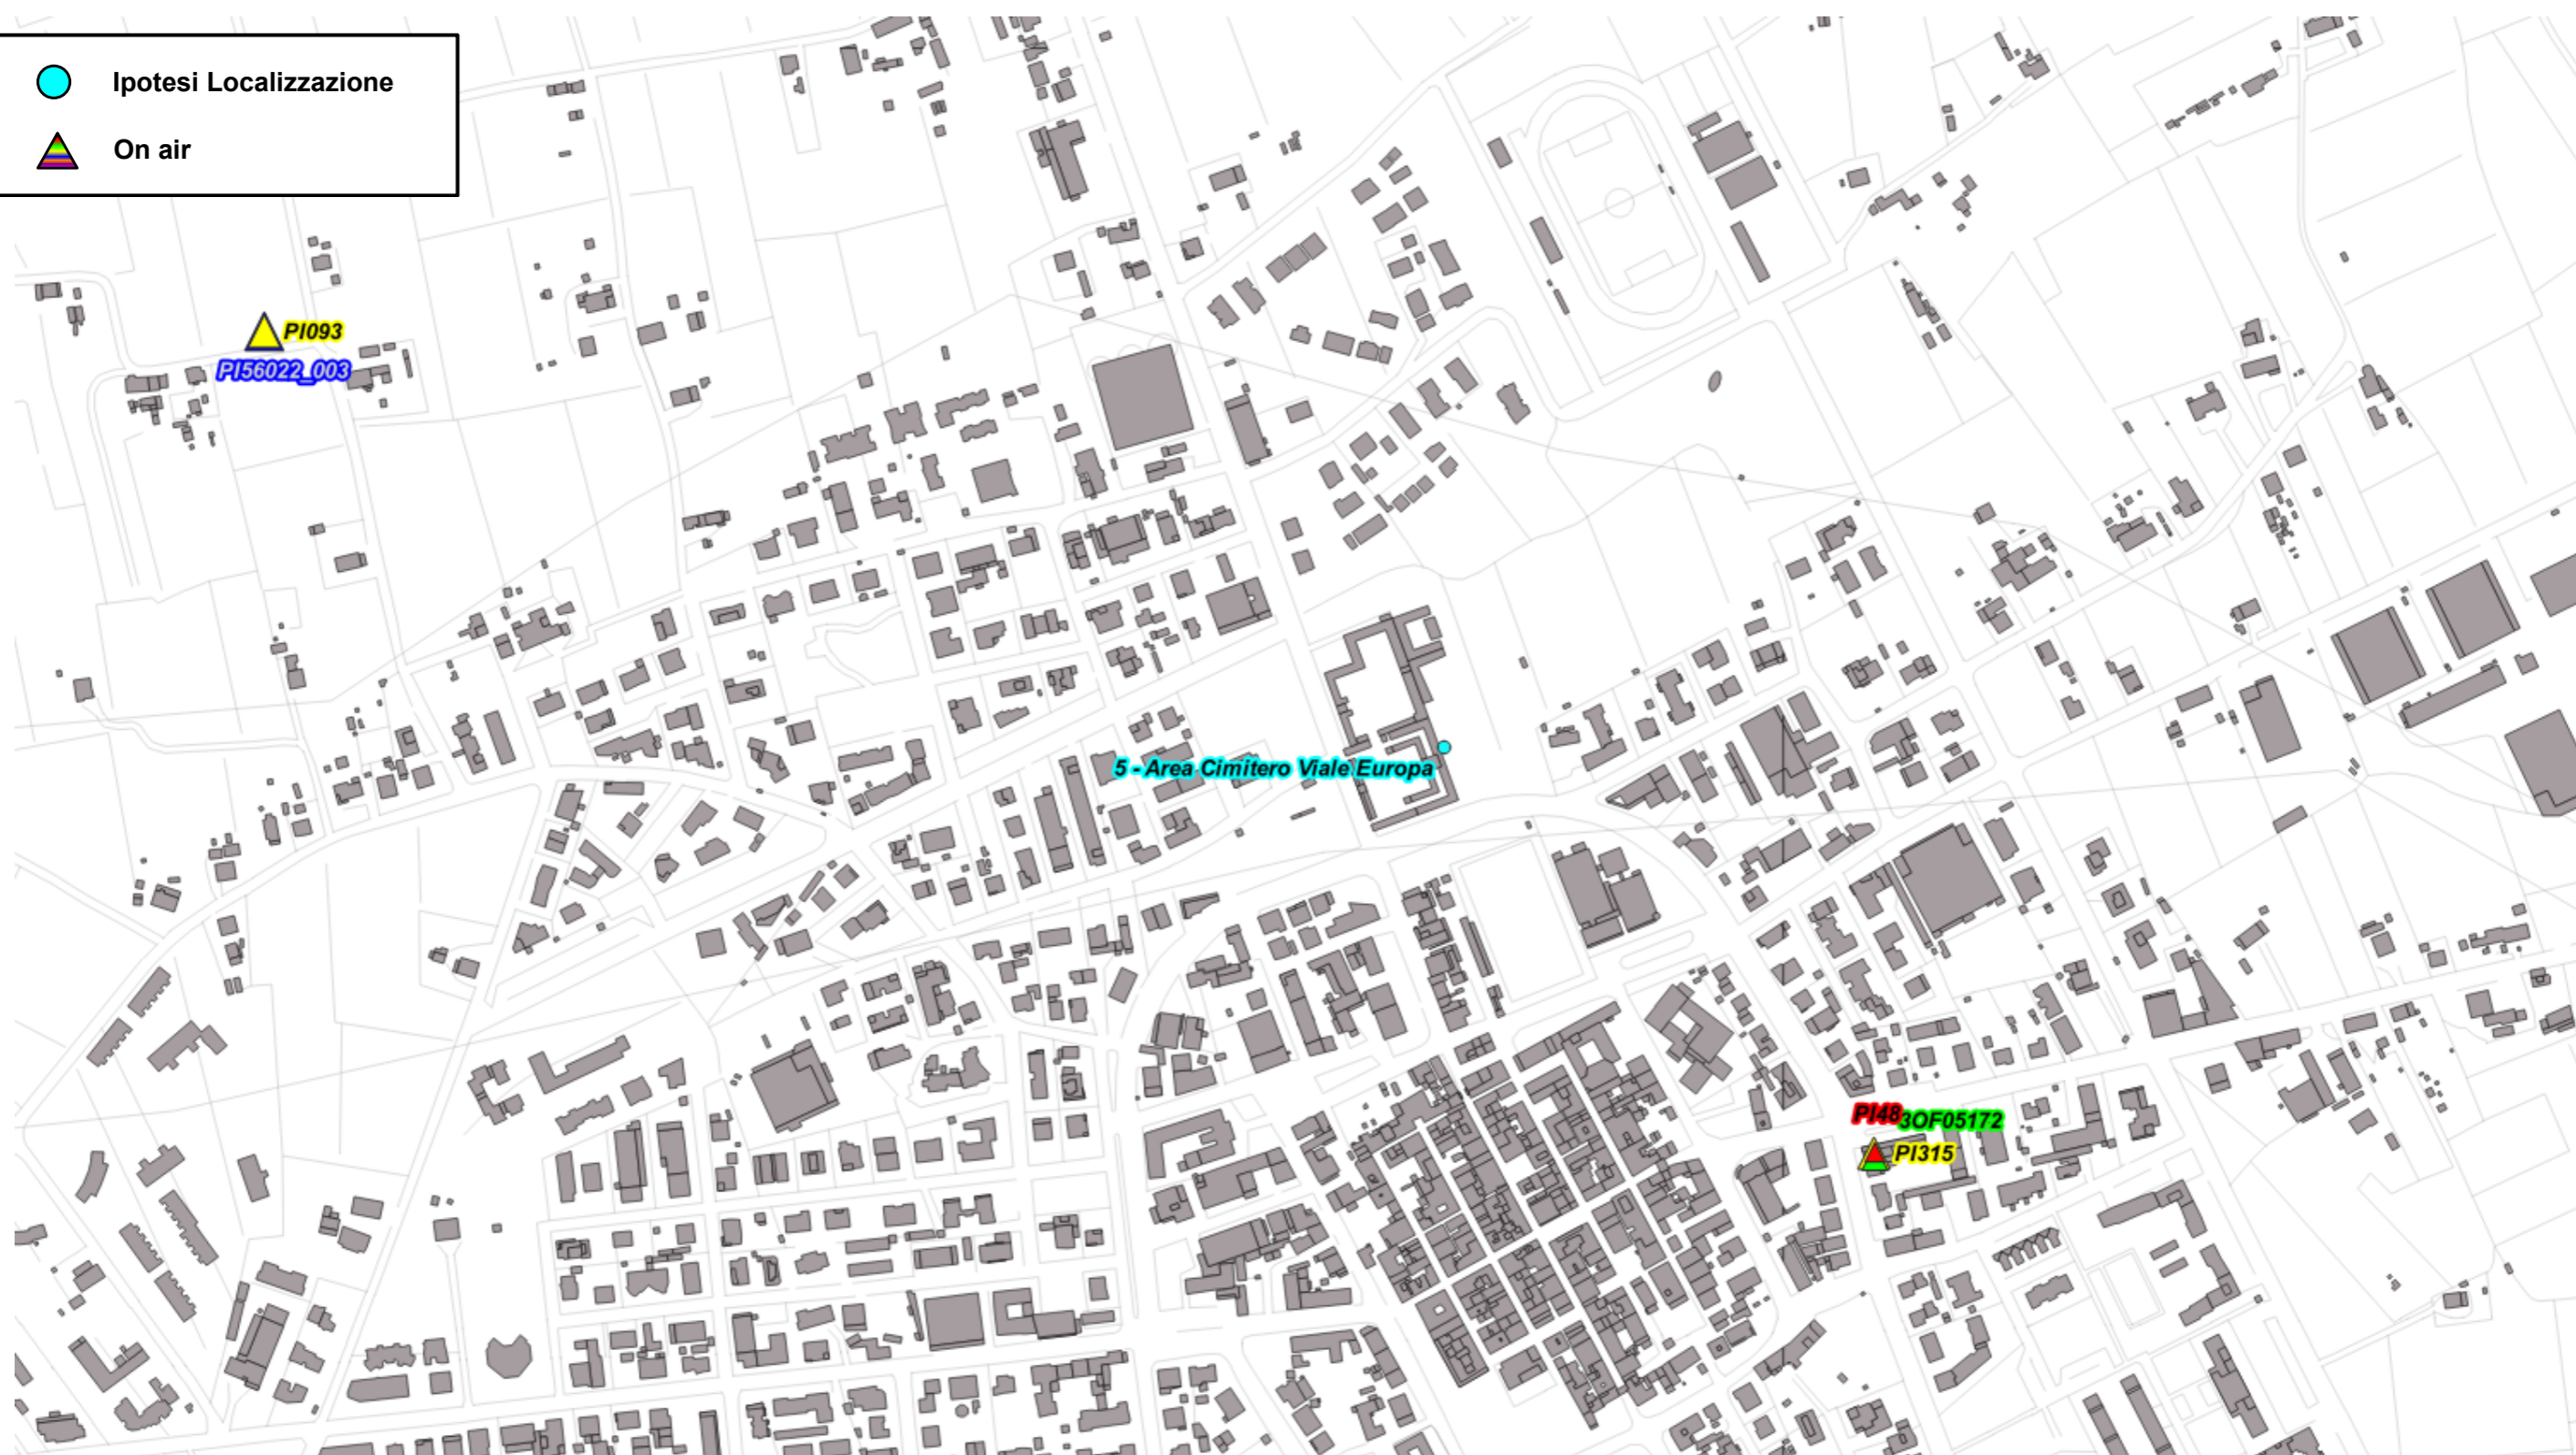 Ipotesi Localizzazione
On air
PI093
PI56022_003
5 - Area Cimitero Viale Europa
PI48
3OF05172
PI315